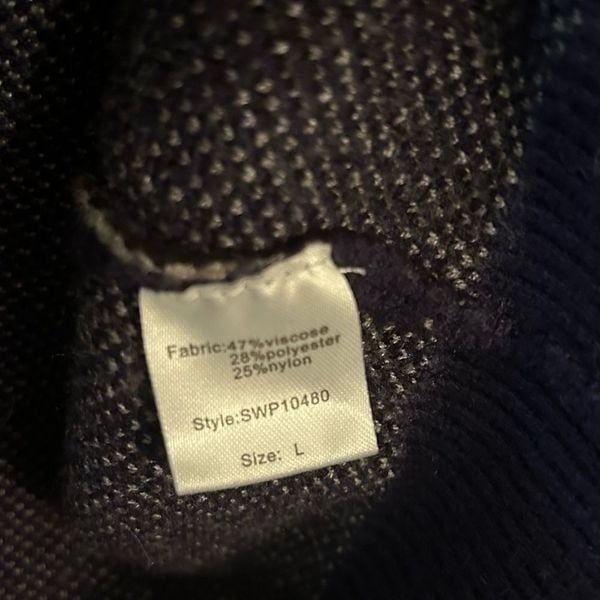 Fabric:47%viscose
28%polyester
25%nylon
Style:SWP10480
Size: L